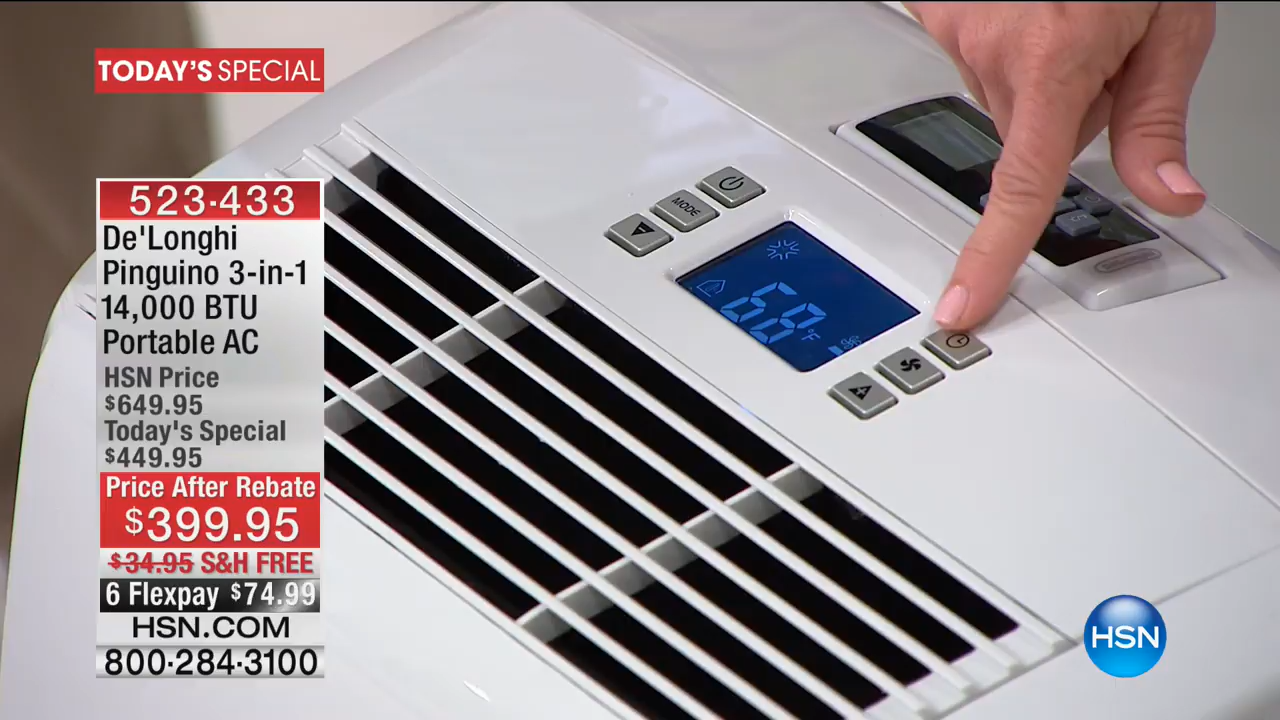 TODAY'S SPECIAL
523-433
De'Longhi
Pinguino 3-in-1
14,000 BTU
Portable AC
HSN Price
$649.95
Today's Special
$449.95
Price After Rebate
$399.95
$34.95 S&H FREE
6 Flexpay $74.99
HSN.COM
800-284-3100
MODE
68°F
HSN